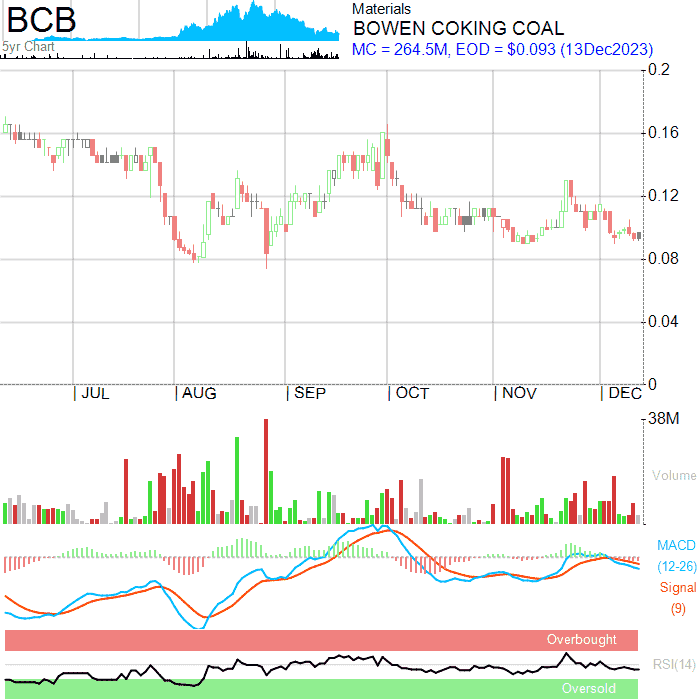 BCB
5yr Chart
Materials
BOWEN COKING COAL
MC = 264.5M, EOD = $0.093 (13Dec2023)
0.2
0.16
0.12
0.08
0.04
0
JUL AUG SEP OCT NOV DEC
38M
Volume
MACD
(12-26)
Signal
(9)
Overbought
RSI(14)
Oversold